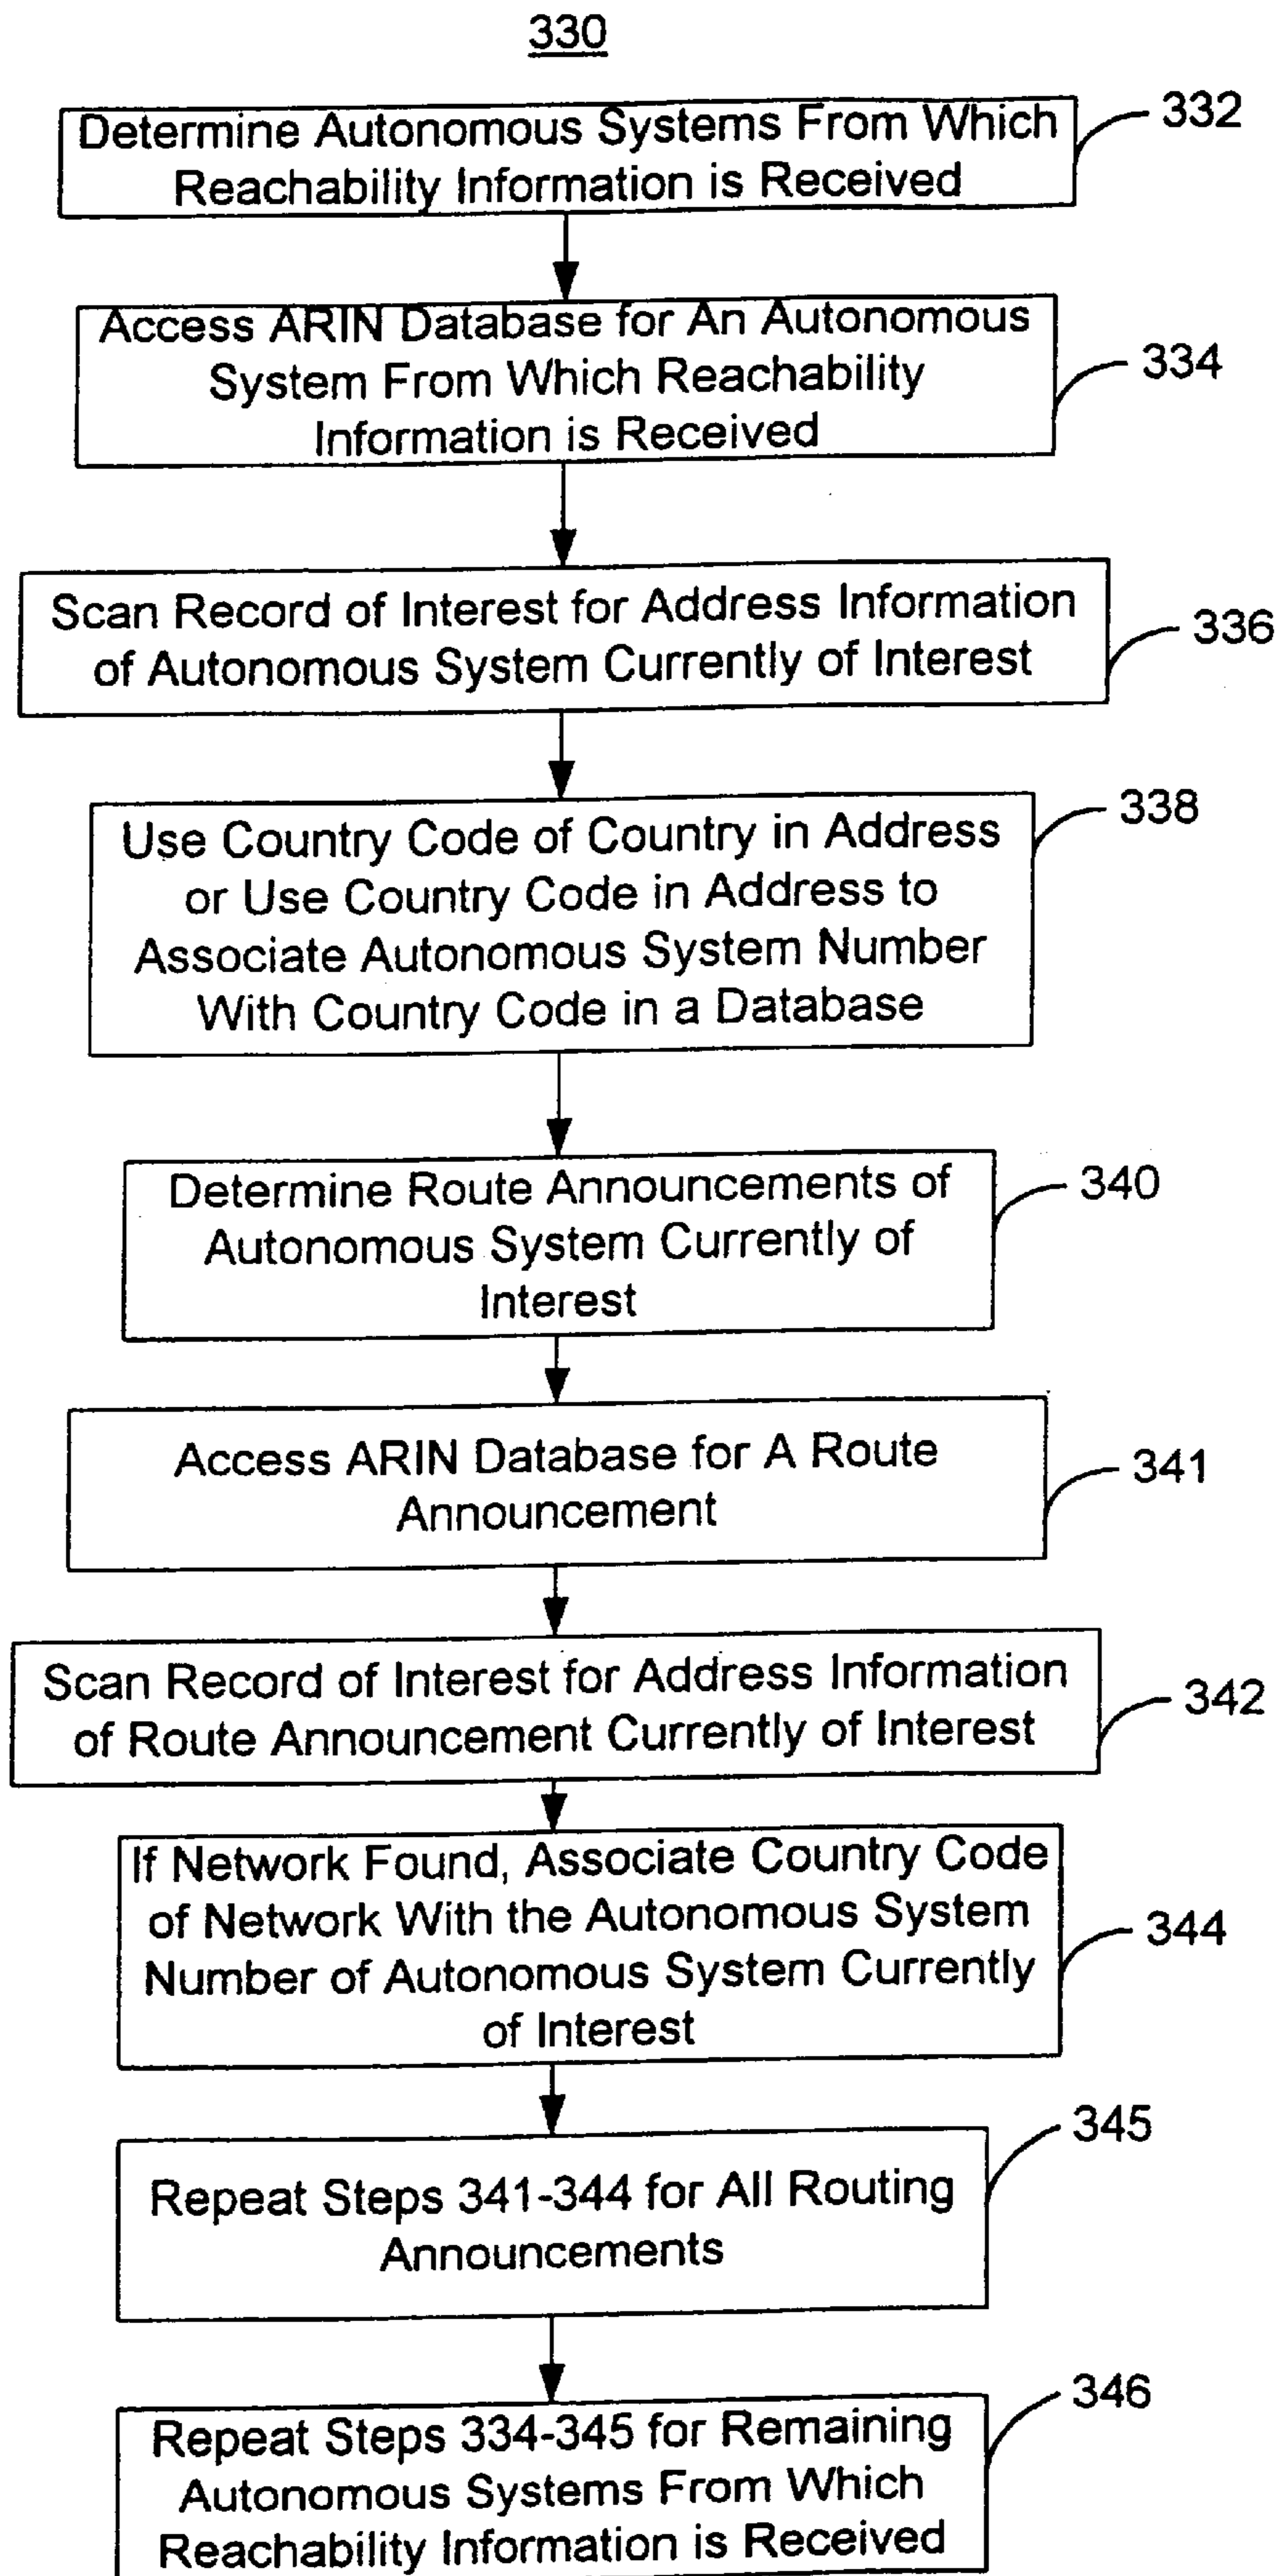 330
Determine Autonomous Systems From Which
Reachability Information is Received
332
Access ARIN Database for An Autonomous
System From Which Reachability
Information is Received
334
Scan Record of Interest for Address Information
of Autonomous System Currently of Interest
336
Use Country Code of Country in Address
or Use Country Code in Address to
Associate Autonomous System Number
With Country Code in a Database
338
Determine Route Announcements of
Autonomous System Currently of
Interest
340
Access ARIN Database for A Route
Announcement
341
Scan Record of Interest for Address Information
of Route Announcement Currently of Interest
342
If Network Found, Associate Country Code
of Network With the Autonomous System
Number of Autonomous System Currently
of Interest
344
Repeat Steps 341-344 for All Routing
Announcements
345
Repeat Steps 334-345 for Remaining
Autonomous Systems From Which
Reachability Information is Received
346